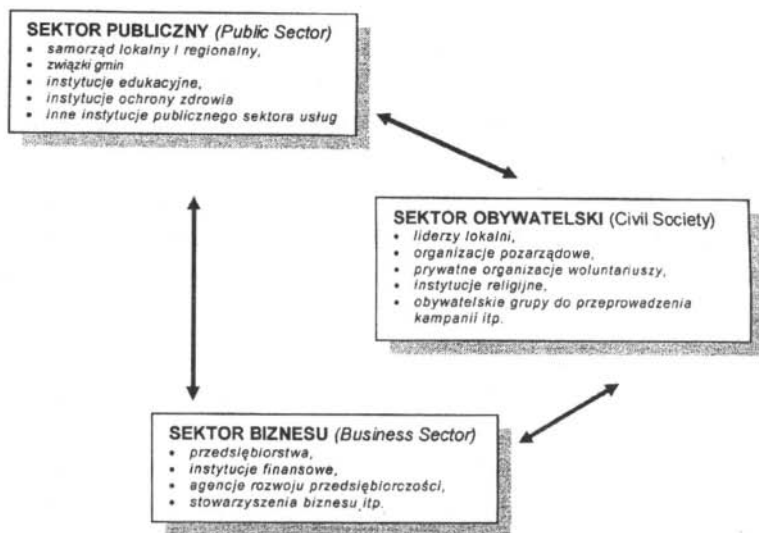 SEKTOR PUBLICZNY (Public Sector)
• samorząd lokalny i regionalny,
• związki gmin
• instytucje edukacyjne,
• instytucje ochrony zdrowia
• inne instytucje publicznego sektora usług
SEKTOR OBYWATELSKI (Civil Society)
• liderzy lokalni,
• organizacje pozarządowe,
• prywatne organizacje woluntariuszy,
• instytucje religijne,
• obywatelskie grupy do przeprowadzenia
kampanii itp.
SEKTOR BIZNESU (Business Sector)
• przedsiębiorstwa,
• instytucje finansowe,
• agencje rozwoju przedsiębiorczości,
• stowarzyszenia biznesu itp.